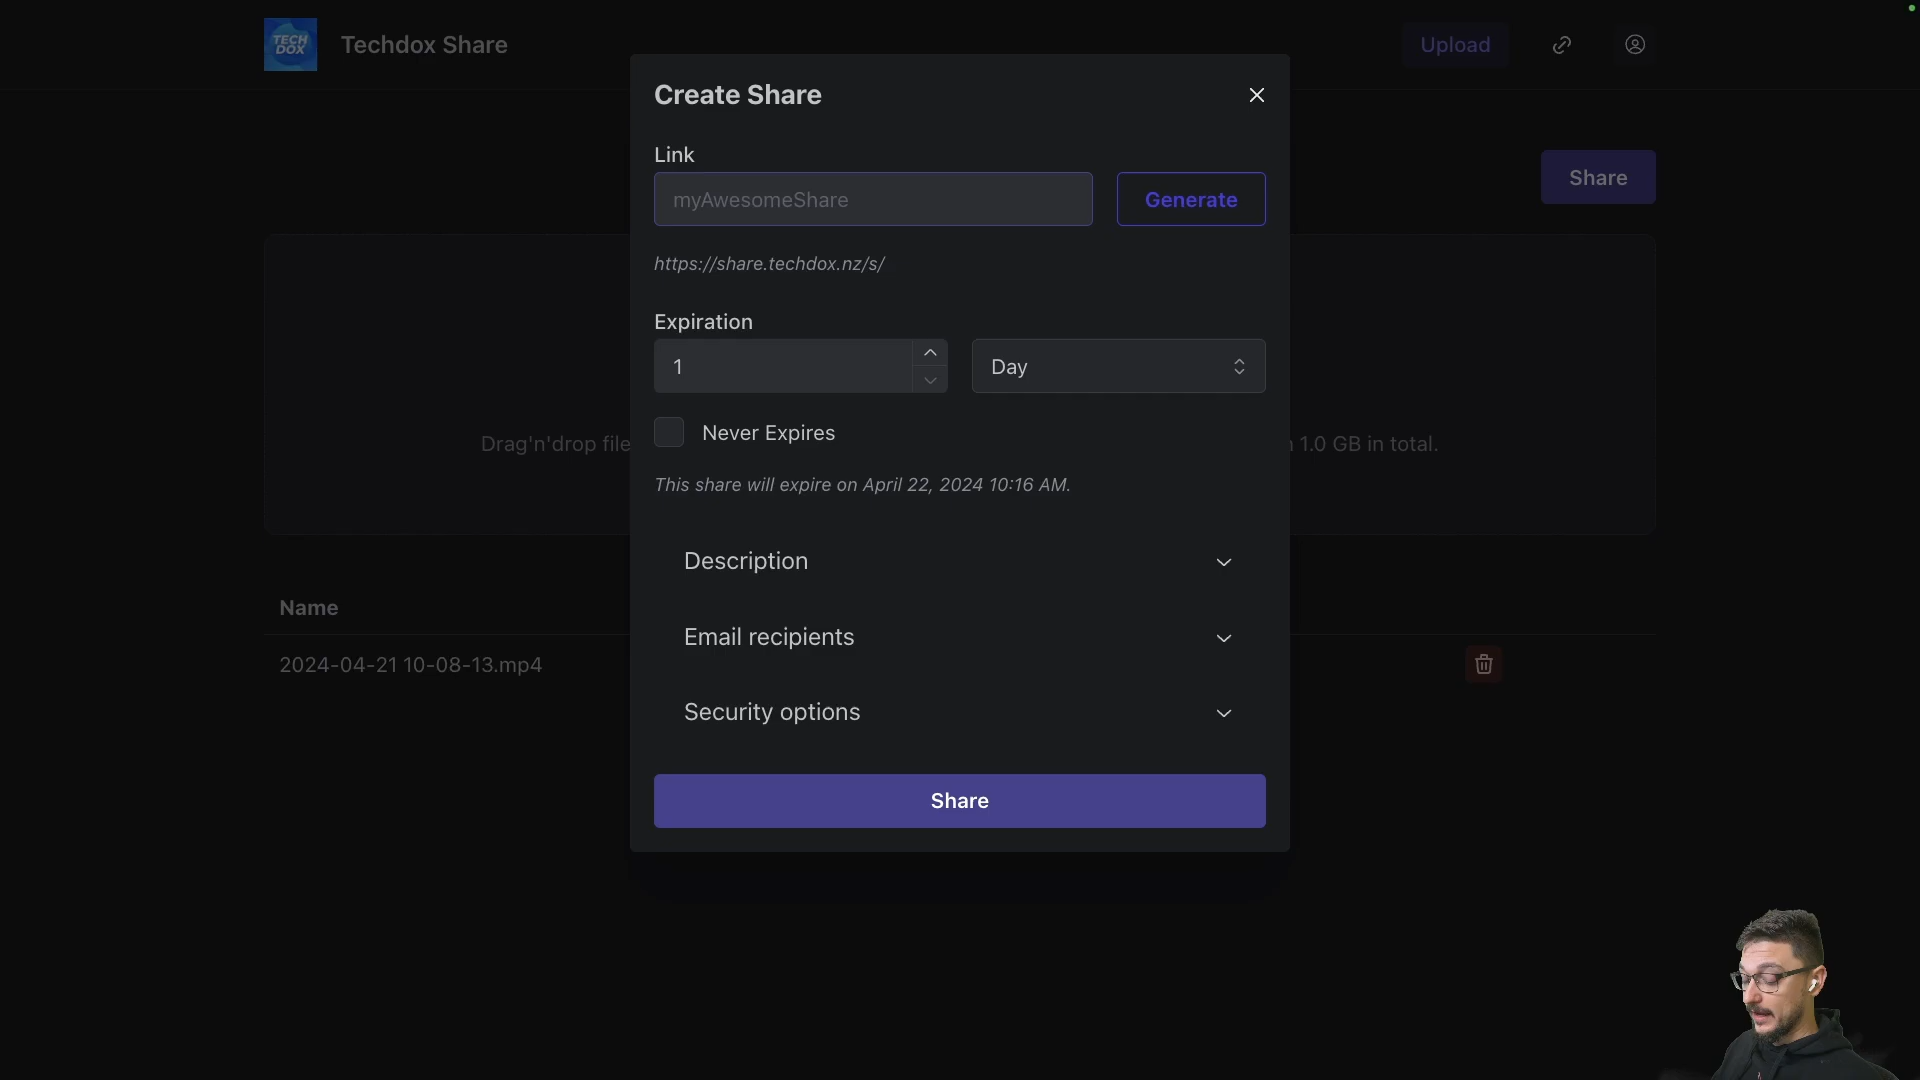 TECH
DOX
Techdox Share
Upload
Create Share
Link
myAwesomeShare
Generate
Share
https://share.techdox.nz/s/
Expiration
1
Day
Never Expires
Drag'n'drop file
1.0 GB in total.
This share will expire on April 22, 2024 10:16 AM.
Description
Name
Email recipients
2024-04-21 10-08-13.mp4
Security options
Share